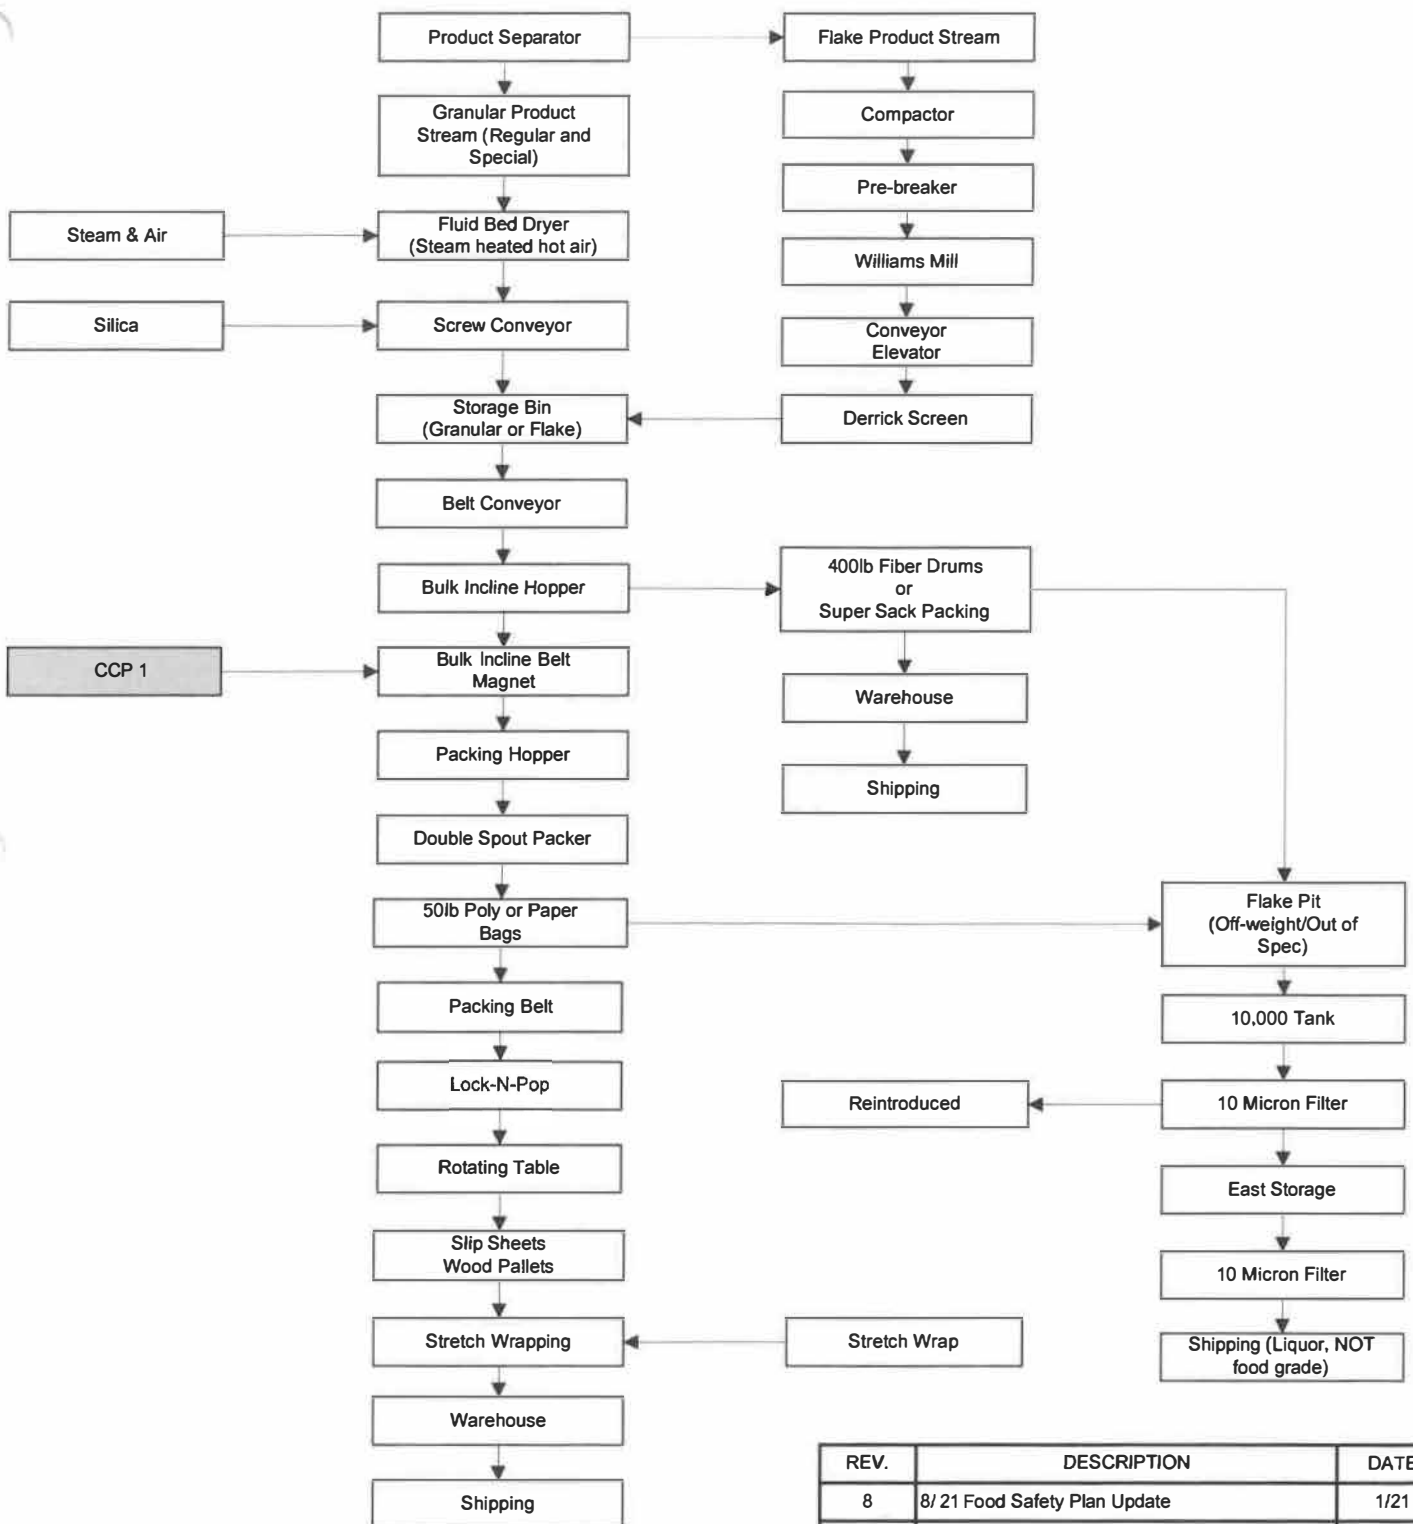 Product Separator
Flake Product Stream
Granular Product
Stream (Regular and
Special)
Compactor
Pre-breaker
Steam & Air
Fluid Bed Dryer
(Steam heated hot air)
Williams Mill
Silica
Screw Conveyor
Conveyor
Elevator
Storage Bin
(Granular or Flake)
Derrick Screen
Belt Conveyor
Bulk Incline Hopper
400lb Fiber Drums
or
Super Sack Packing
CCP 1
Bulk Incline Belt
Magnet
Warehouse
Packing Hopper
Shipping
Double Spout Packer
50lb Poly or Paper
Bags
Flake Pit
(Off-weight/Out of
Spec)
Packing Belt
10,000 Tank
Lock-N-Pop
Reintroduced
10 Micron Filter
Rotating Table
East Storage
Slip Sheets
Wood Pallets
10 Micron Filter
Stretch Wrapping
Stretch Wrap
Shipping (Liquor, NOT
food grade)
Warehouse
Shipping
REV. DESCRIPTION DATE
8 8/ 21 Food Safety Plan Update 1/21